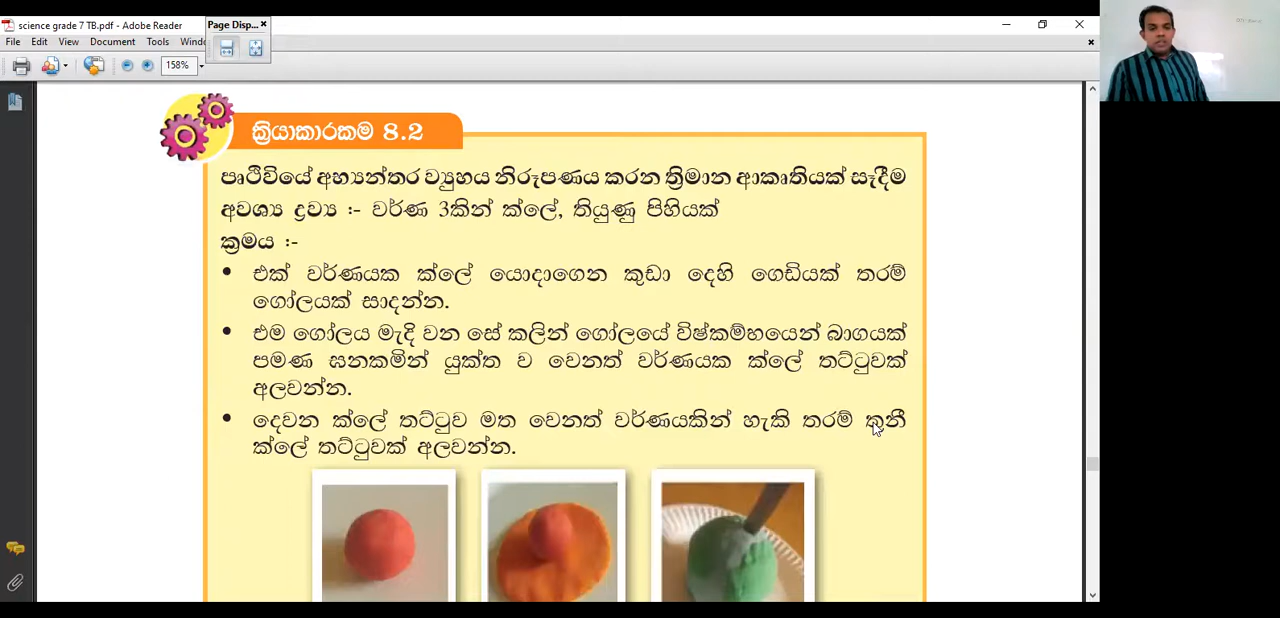 science grade 7 TB.pdf - Adobe Reader
Page Disp...
File Edit View Document Tools Windo
158%
ක්‍රියාකාරකම 8.2
පෘථිවියේ අභ්‍යන්තර ව්‍යුහය නිරූපණය කරන ත්‍රිමාන ආකෘතියක් සෑදීම
අවශ්‍ය ද්‍රව්‍ය :- වර්ණ 3කින් ක්ලේ, තියුණු පිහියක්
ක්‍රමය :-
• එක් වර්ණයක ක්ලේ යොදාගෙන කුඩා දෙහි ගෙඩියක් තරම්
ගෝලයක් සාදන්න.
• එම ගෝලය මැදි වන සේ කලින් ගෝලයේ විෂ්කම්භයෙන් බාගයක්
පමණ ඝනකමින් යුක්ත ව වෙනත් වර්ණයක ක්ලේ තට්ටුවක්
අලවන්න.
• දෙවන ක්ලේ තට්ටුව මත වෙනත් වර්ණයකින් හැකි තරම් තුනී
ක්ලේ තට්ටුවක් අලවන්න.